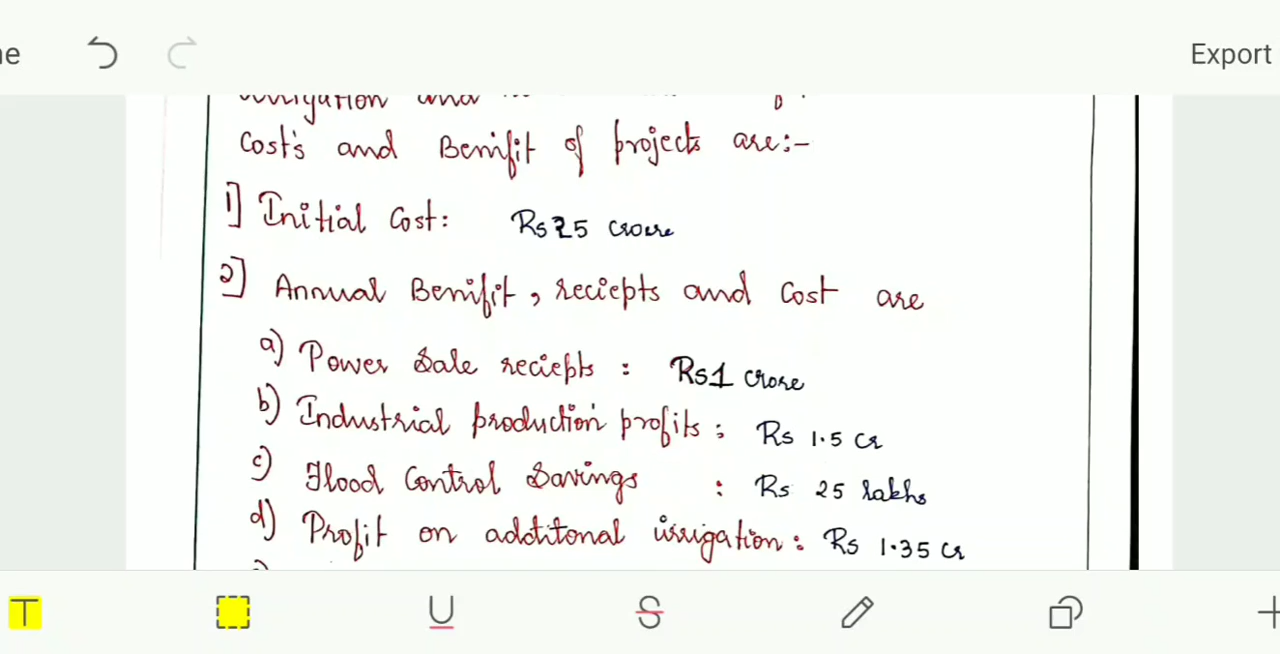 Export
Costs and Benifit of projects are:-
1] Initial Cost: Rs 25 crore
2] Annual Benifit, reciepts and Cost are
a) Power Sale reciepts : Rs 1 Crore
b) Industrial production profits : Rs 1.5 Cr
c) Flood Control Savings : Rs 25 lakhs
d) Profit on additonal irrigation : Rs 1.35 Cr
T U S